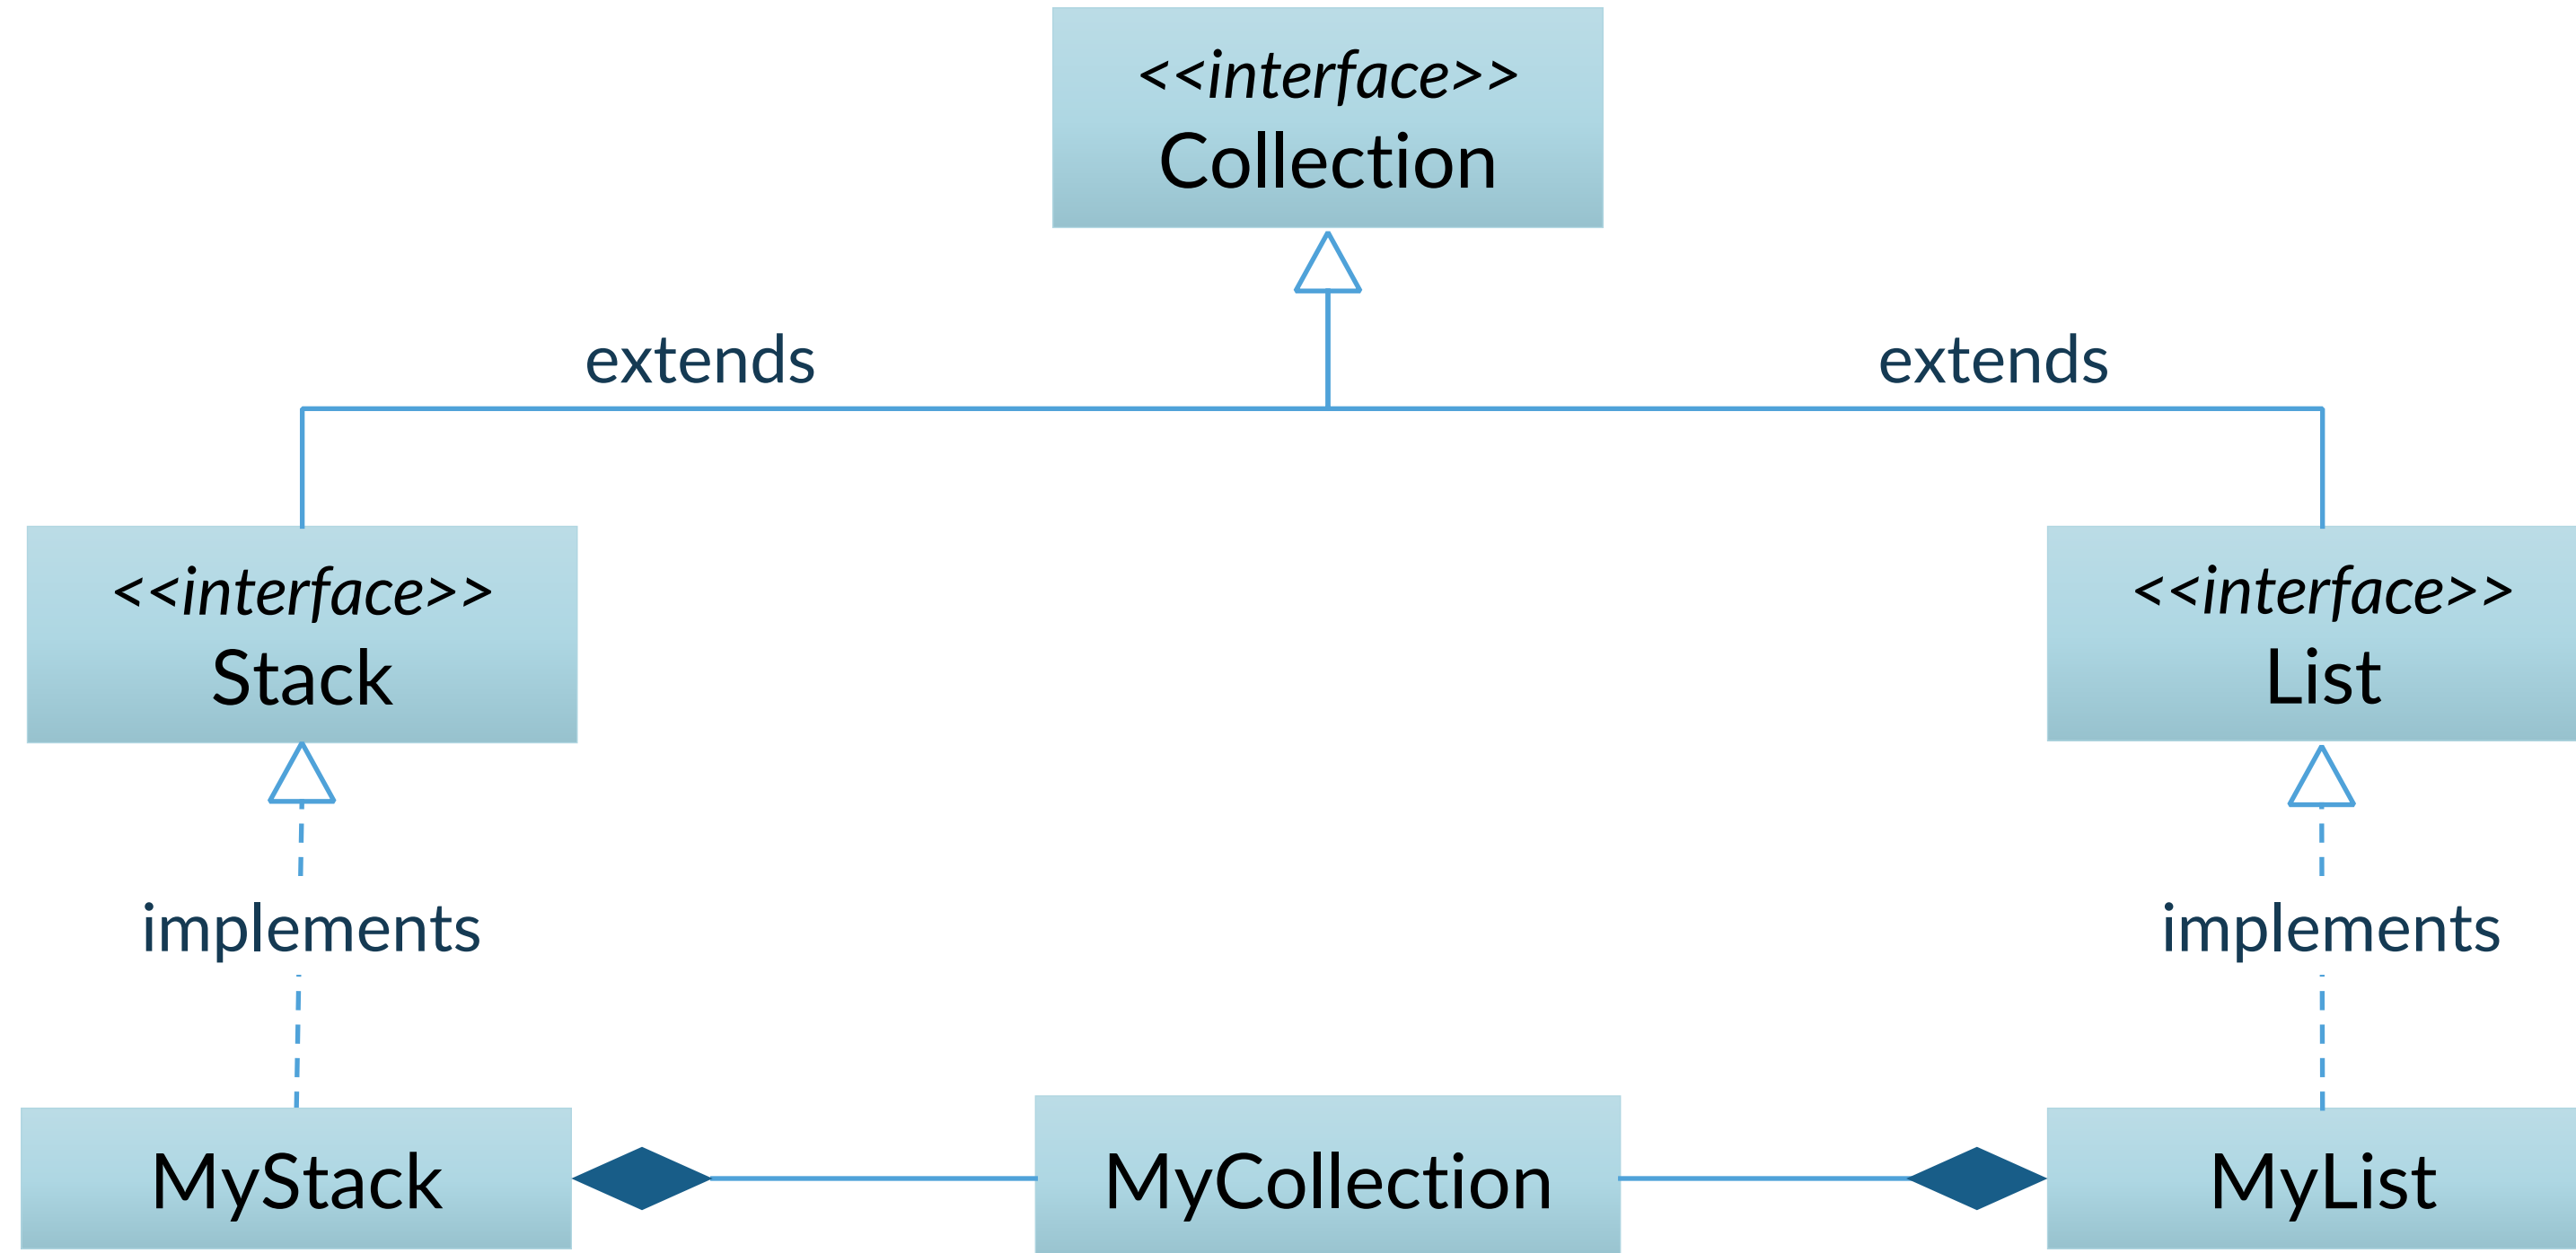 <<interface>>
Collection
extends
extends
<<interface>>
Stack
<<interface>>
List
implements
implements
MyStack
MyCollection
MyList